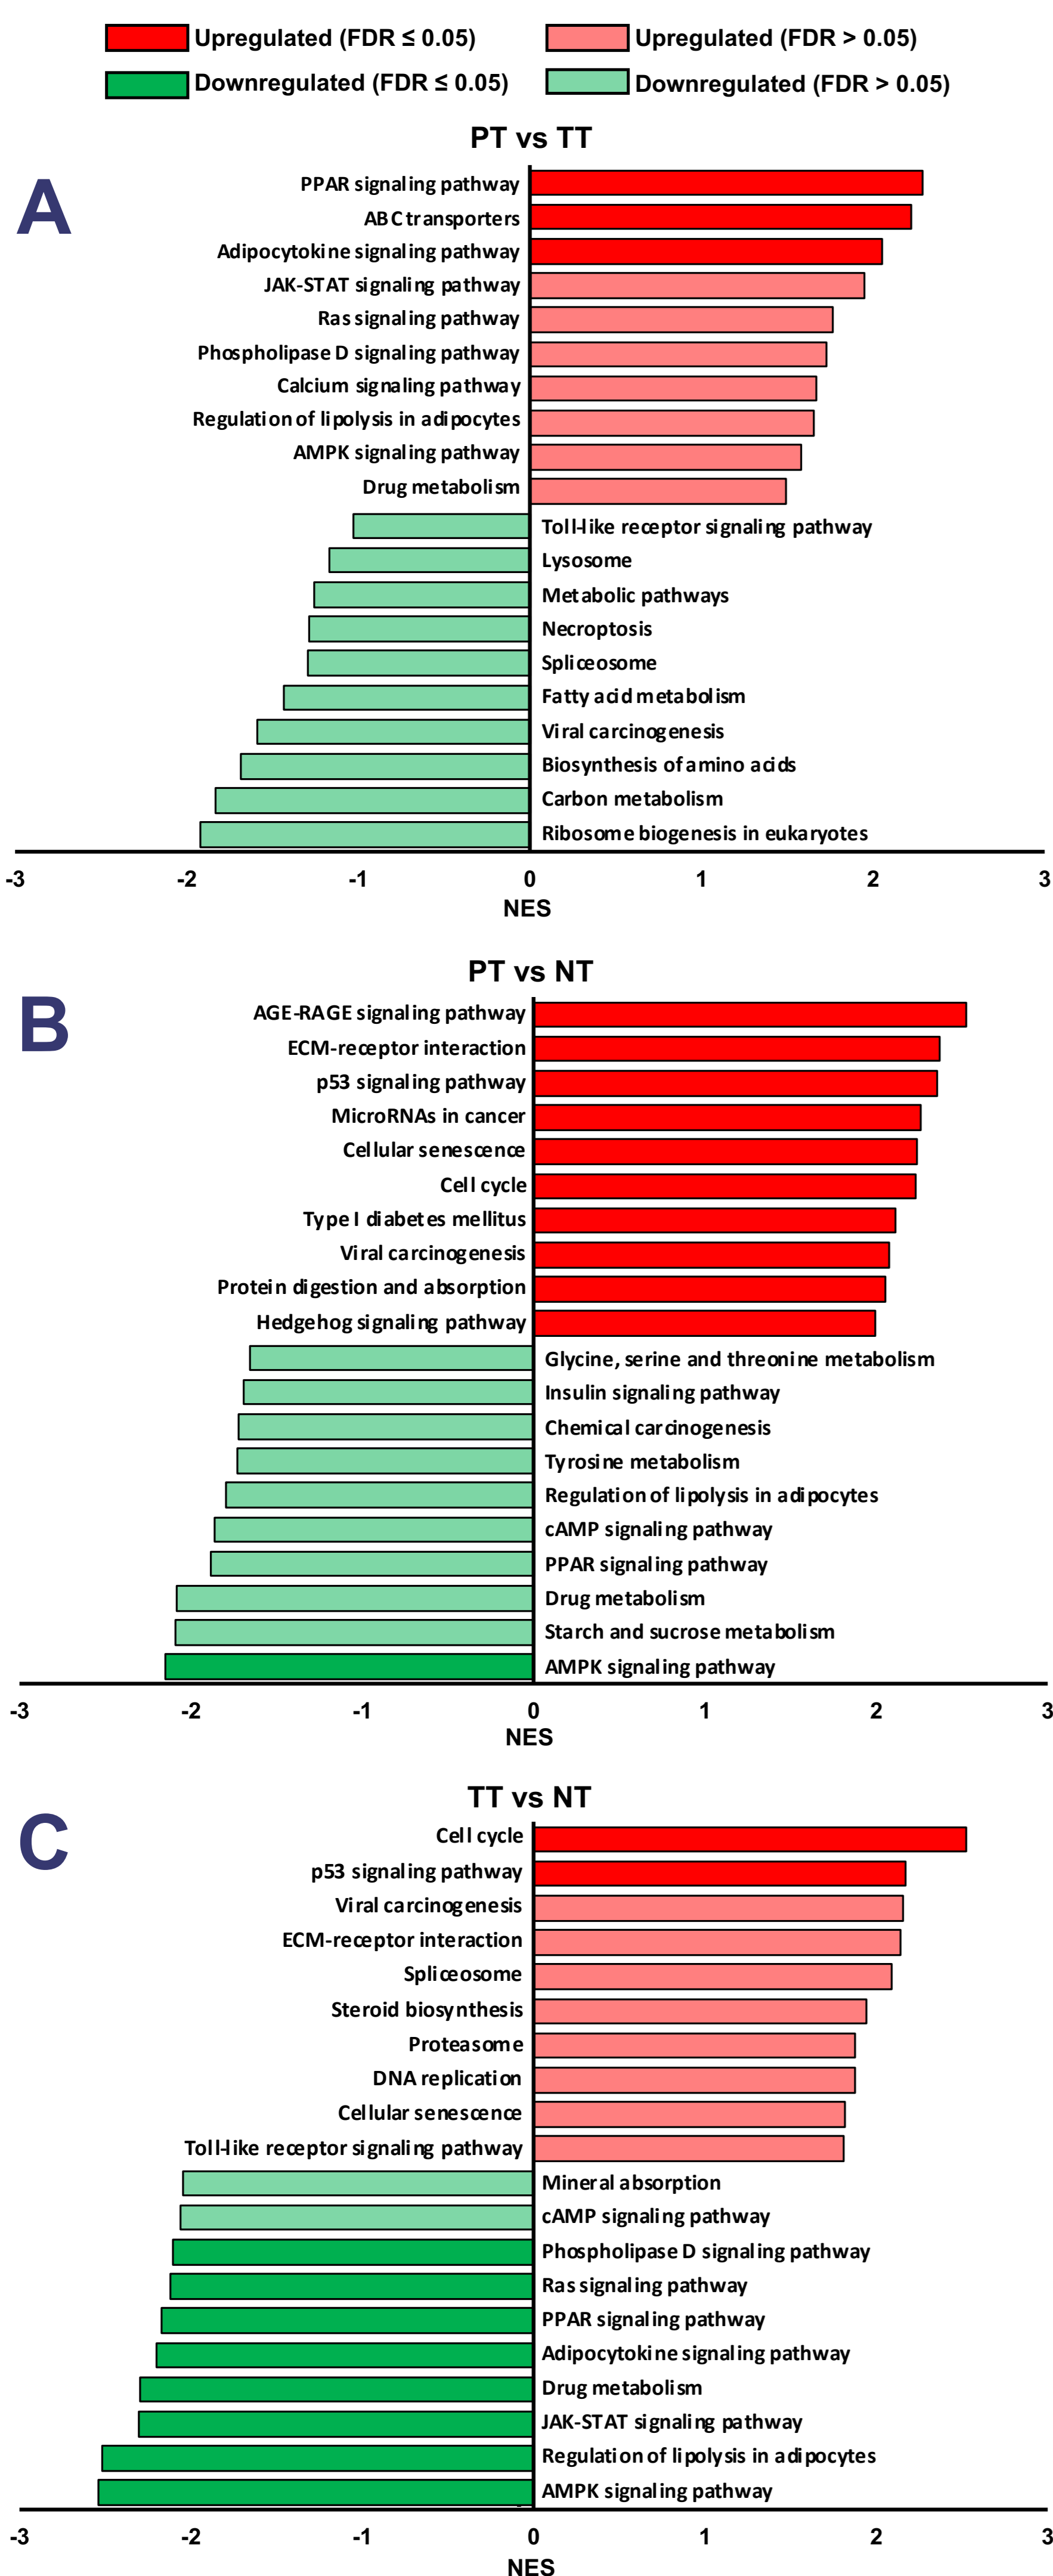 Upregulated (FDR ≤ 0.05) Upregulated (FDR > 0.05)
Downregulated (FDR ≤ 0.05) Downregulated (FDR > 0.05)
PT vs TT
A
PPAR signaling pathway
ABC transporters
Adipocytokine signaling pathway
JAK-STAT signaling pathway
Ras signaling pathway
Phospholipase D signaling pathway
Calcium signaling pathway
Regulation of lipolysis in adipocytes
AMPK signaling pathway
Drug metabolism
Toll-like receptor signaling pathway
Lysosome
Metabolic pathways
Necroptosis
Spliceosome
Fatty acid metabolism
Viral carcinogenesis
Biosynthesis of amino acids
Carbon metabolism
Ribosome biogenesis in eukaryotes
-3 -2 -1 0 1 2 3
NES
PT vs NT
B
AGE-RAGE signaling pathway
ECM-receptor interaction
p53 signaling pathway
MicroRNAs in cancer
Cellular senescence
Cell cycle
Type I diabetes mellitus
Viral carcinogenesis
Protein digestion and absorption
Hedgehog signaling pathway
Glycine, serine and threonine metabolism
Insulin signaling pathway
Chemical carcinogenesis
Tyrosine metabolism
Regulation of lipolysis in adipocytes
cAMP signaling pathway
PPAR signaling pathway
Drug metabolism
Starch and sucrose metabolism
AMPK signaling pathway
-3 -2 -1 0 1 2 3
NES
TT vs NT
C
Cell cycle
p53 signaling pathway
Viral carcinogenesis
ECM-receptor interaction
Spliceosome
Steroid biosynthesis
Proteasome
DNA replication
Cellular senescence
Toll-like receptor signaling pathway
Mineral absorption
cAMP signaling pathway
Phospholipase D signaling pathway
Ras signaling pathway
PPAR signaling pathway
Adipocytokine signaling pathway
Drug metabolism
JAK-STAT signaling pathway
Regulation of lipolysis in adipocytes
AMPK signaling pathway
-3 -2 -1 0 1 2 3
NES